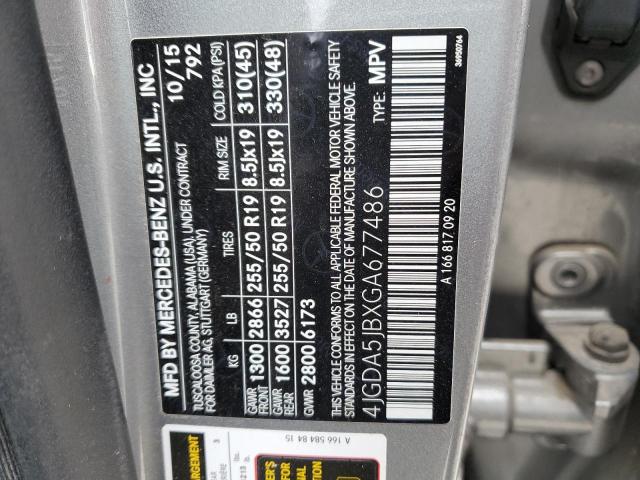 MFD BY MERCEDES-BENZ U.S. INTL., INC 10/15
TUSCALOOSA COUNTY, ALABAMA (USA), UNDER CONTRACT 792
FOR DAIMLER AG, STUTTGART (GERMANY)
KG LB TIRES RIM SIZE COLD KPA (PSI)
GAWR FRONT 1300 2866 255/50 R19 8.5Jx19 310(45)
GAWR REAR 1600 3527 255/50 R19 8.5Jx19 330(48)
GVWR 2800 6173
THIS VEHICLE CONFORMS TO ALL APPLICABLE FEDERAL MOTOR VEHICLE SAFETY
STANDARDS IN EFFECT ON THE DATE OF MANUFACTURE SHOWN ABOVE.
4JGDA5JBXGA677486 TYPE: MPV
A 166 817 09 20 36950764
A 166 584 84 15